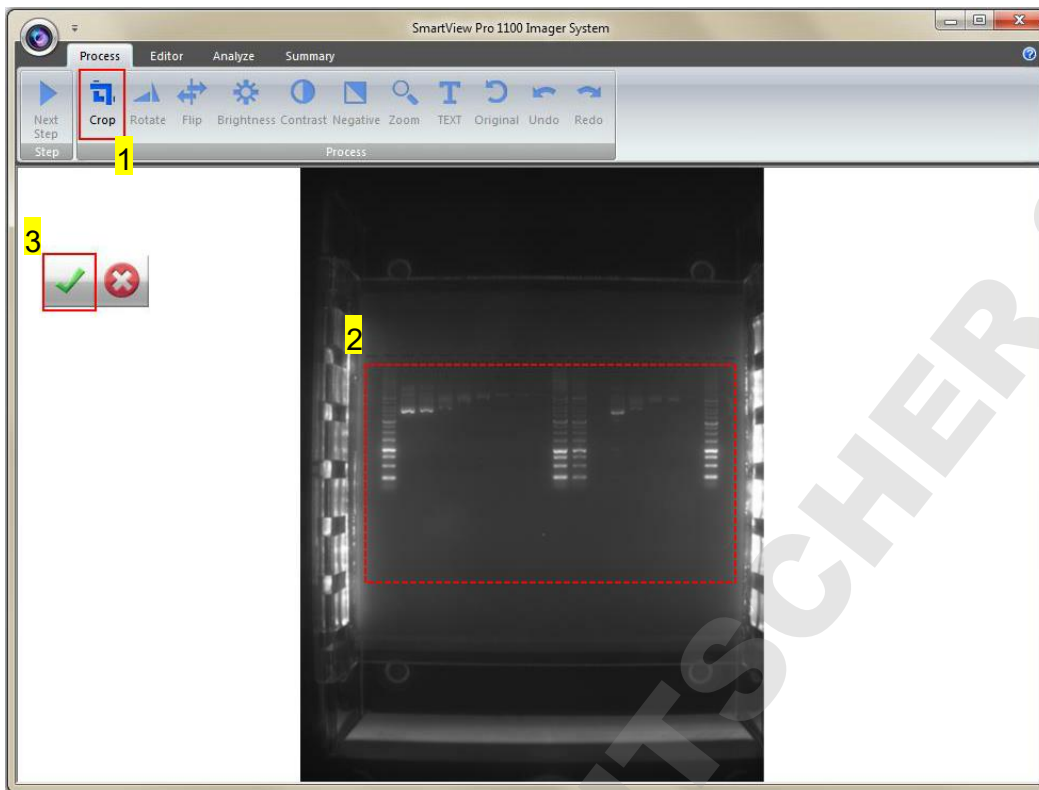 SmartView Pro 1100 Imager System
Process Editor Analyze Summary
Next Step Crop Rotate Flip Brightness Contrast Negative Zoom TEXT Original Undo Redo
Step Process
1
3
2